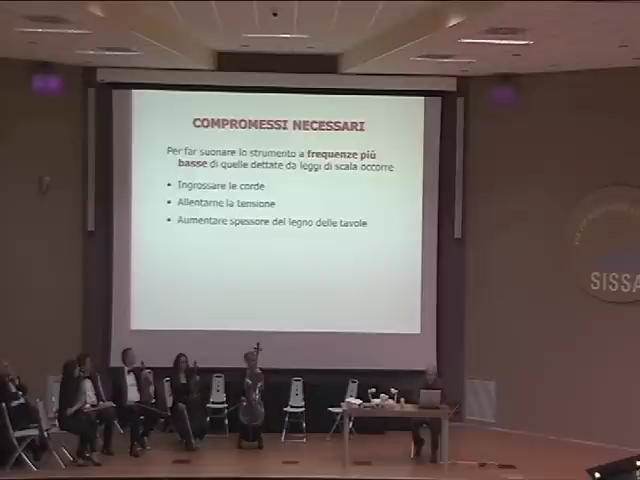 COMPROMESSI NECESSARI
Per far suonare lo strumento a frequenze più
basse di quelle dettate da leggi di scala occorre
• Ingrossare le corde
• Allentarne la tensione
• Aumentare spessore del legno delle tavole
SISSA